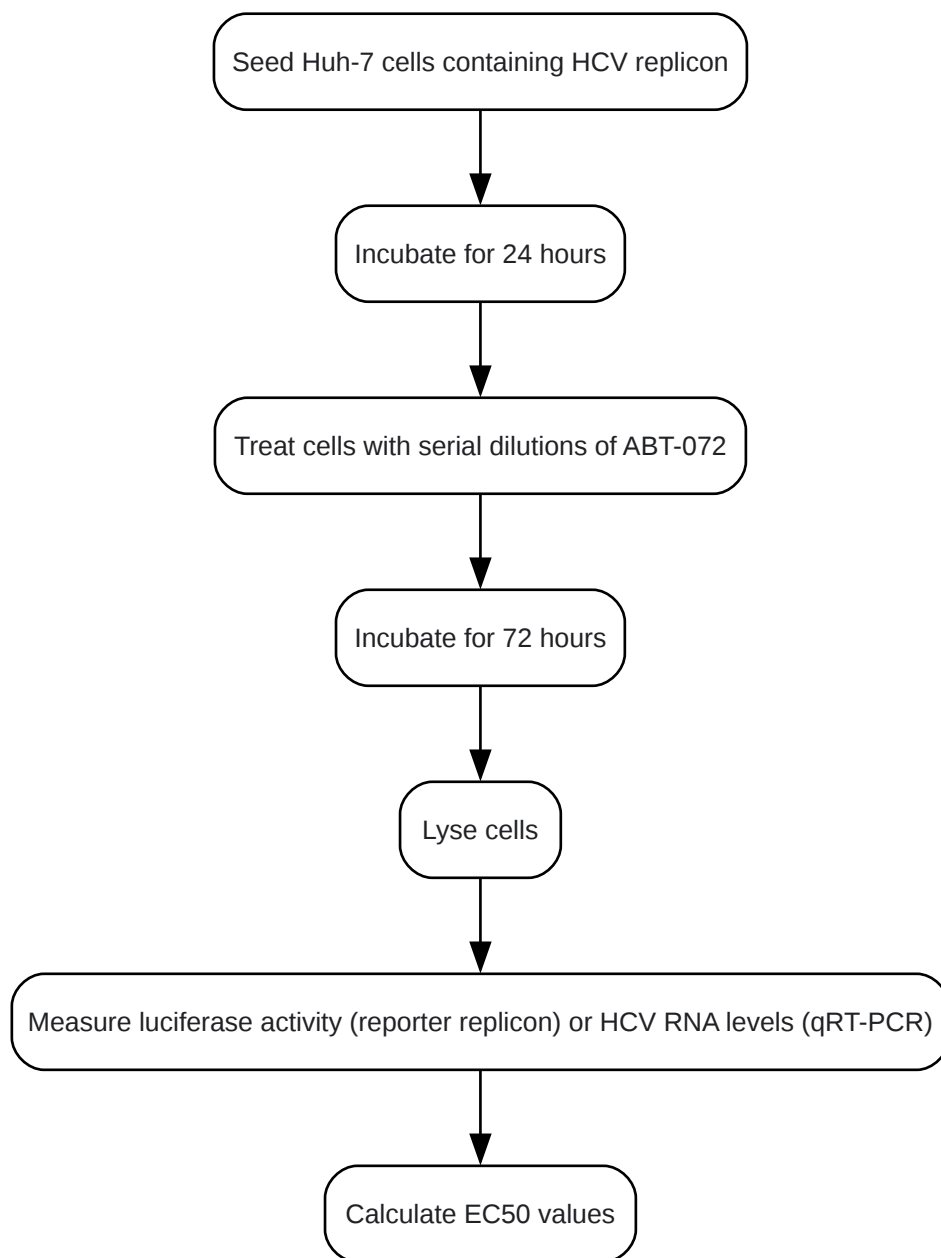 Seed Huh-7 cells containing HCV replicon
Incubate for 24 hours
Treat cells with serial dilutions of ABT-072
Incubate for 72 hours
Lyse cells
Measure luciferase activity (reporter replicon) or HCV RNA levels (qRT-PCR)
Calculate EC50 values